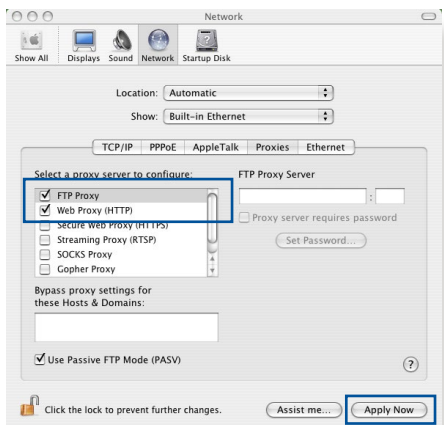 Network
Show All Displays Sound Network Startup Disk
Location: Automatic
Show: Built-in Ethernet
TCP/IP PPPoE AppleTalk Proxies Ethernet
Select a proxy server to configure: FTP Proxy Server
FTP Proxy :
Web Proxy (HTTP) Proxy server requires password
Secure Web Proxy (HTTPS)
Streaming Proxy (RTSP) Set Password...
SOCKS Proxy
Gopher Proxy
Bypass proxy settings for
these Hosts & Domains:
Use Passive FTP Mode (PASV) ?
Click the lock to prevent further changes. Assist me... Apply Now